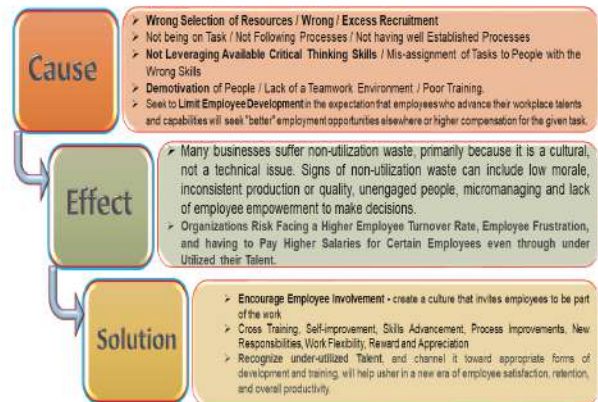 Cause
➢ Wrong Selection of Resources / Wrong / Excess Recruitment
➢ Not being on Task / Not Following Processes / Not having well Established Processes
➢ Not Leveraging Available Critical Thinking Skills / Mis-assignment of Tasks to People with the
Wrong Skills
➢ Demotivation of People / Lack of a Teamwork Environment / Poor Training.
➢ Seek to Limit Employee Development in the expectation that employees who advance their workplace talents
and capabilities will seek "better" employment opportunities elsewhere or higher compensation for the given task.
Effect
➢ Many businesses suffer non-utilization waste, primarily because it is a cultural,
not a technical issue. Signs of non-utilization waste can include low morale,
inconsistent production or quality, unengaged people, micromanaging and lack
of employee empowerment to make decisions.
➢ Organizations Risk Facing a Higher Employee Turnover Rate, Employee Frustration,
and having to Pay Higher Salaries for Certain Employees even through under
Utilized their Talent.
Solution
➢ Encourage Employee Involvement - create a culture that invites employees to be part
of the work
➢ Cross Training, Self-improvement, Skills Advancement, Process Improvements, New
Responsibilities, Work Flexibility, Reward and Appreciation
➢ Recognize under-utilized Talent, and channel it toward appropriate forms of
development and training, will help usher in a new era of employee satisfaction, retention,
and overall productivity.